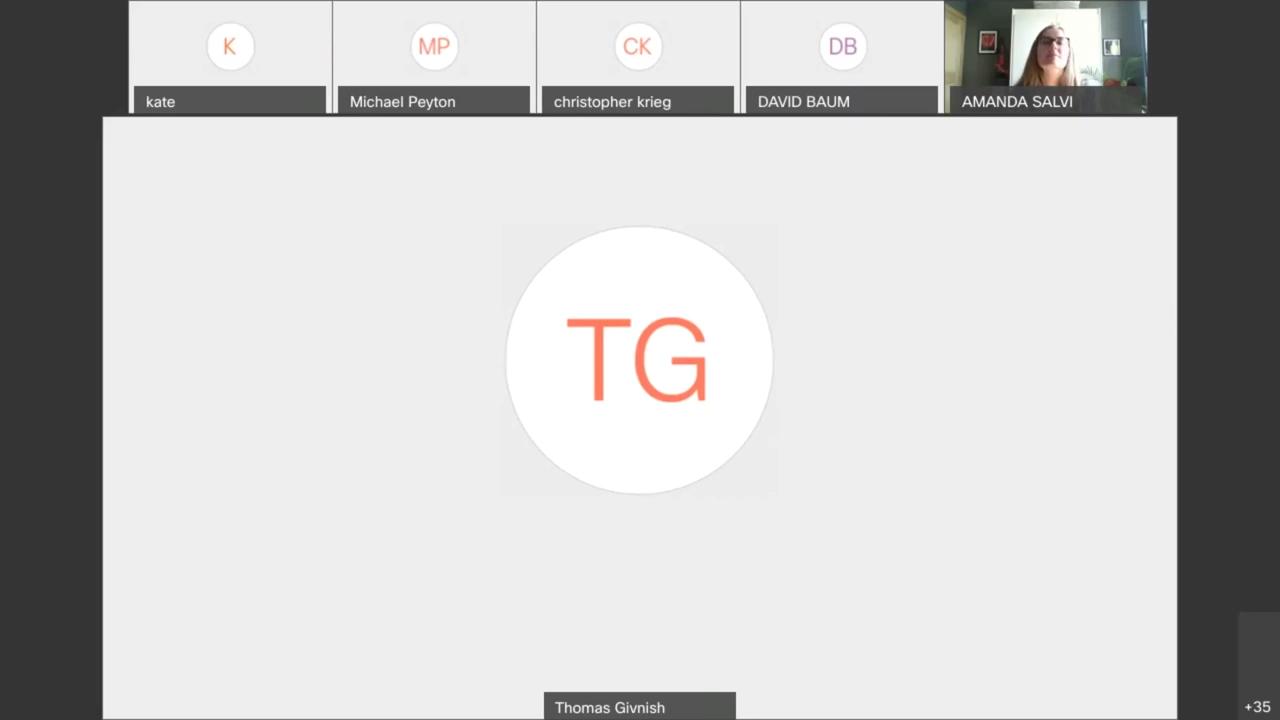 K
MP
CK
DB
kate
Michael Peyton
christopher krieg
DAVID BAUM
AMANDA SALVI
TG
Thomas Givnish
+35